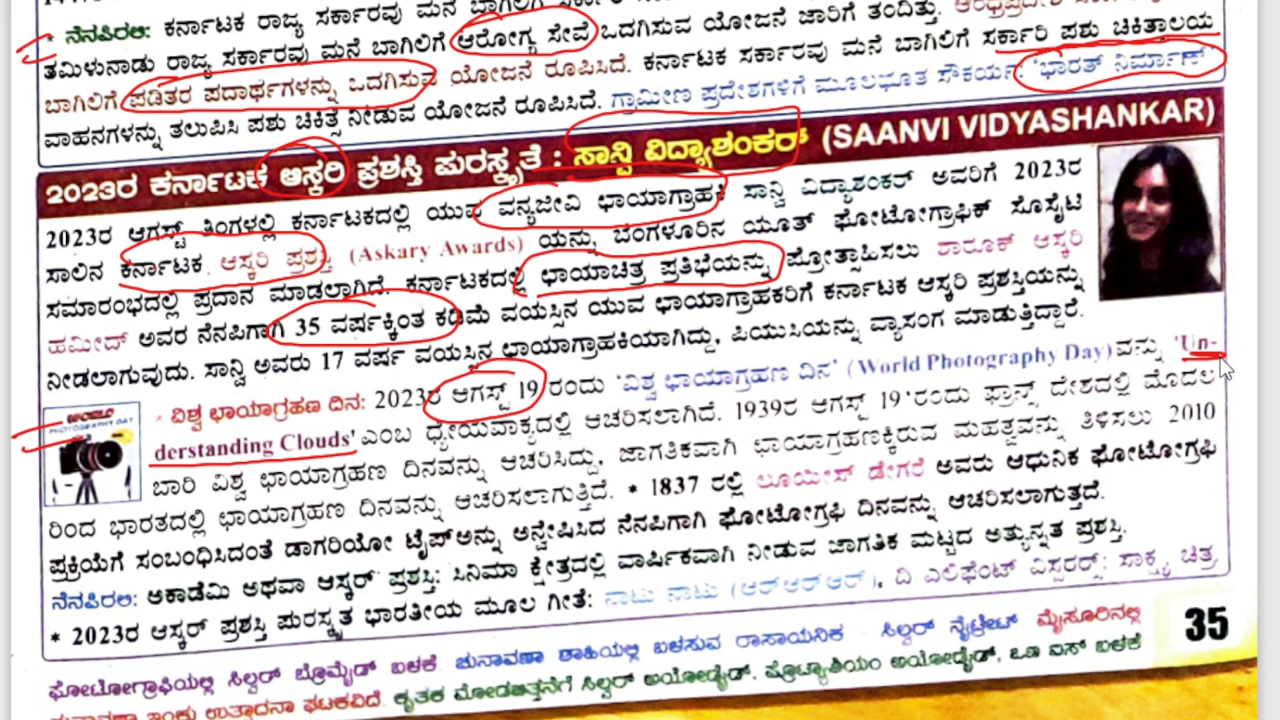 * ನೆನಪಿರಲಿ: ಕರ್ನಾಟಕ ರಾಜ್ಯ ಸರ್ಕಾರವು ಮನೆ ಬಾಗಿಲಿಗೆ
ತಮಿಳುನಾಡು ರಾಜ್ಯ ಸರ್ಕಾರವು ಮನೆ ಬಾಗಿಲಿಗೆ ಆರೋಗ್ಯ ಸೇವೆ ಒದಗಿಸುವ ಯೋಜನೆ ಜಾರಿಗೆ ತಂದಿತ್ತು.
ಬಾಗಿಲಿಗೆ ಪಡಿತರ ಪದಾರ್ಥಗಳನ್ನು ಒದಗಿಸುವ ಯೋಜನೆ ರೂಪಿಸಿದೆ. ಕರ್ನಾಟಕ ಸರ್ಕಾರವು ಮನೆ ಬಾಗಿಲಿಗೆ ಸರ್ಕಾರಿ ಪಶು ಚಿಕಿತ್ಸಾಲಯ
ವಾಹನಗಳನ್ನು ತಲುಪಿಸಿ ಪಶು ಚಿಕಿತ್ಸೆ ನೀಡುವ ಯೋಜನೆ ರೂಪಿಸಿದೆ. ಗ್ರಾಮೀಣ ಪ್ರದೇಶಗಳಿಗೆ ಮೂಲಭೂತ ಸೌಕರ್ಯ: 'ಭಾರತ್ ನಿರ್ಮಾಣ್'
2023ರ ಕರ್ನಾಟಕ ಆಸ್ಕರಿ ಪ್ರಶಸ್ತಿ ಪುರಸ್ಕೃತೆ : ಸಾನ್ವಿ ವಿದ್ಯಾಶಂಕರ್ (SAANVI VIDYASHANKAR)
2023ರ ಆಗಸ್ಟ್ ತಿಂಗಳಲ್ಲಿ ಕರ್ನಾಟಕದಲ್ಲಿ ಯುವ ವನ್ಯಜೀವಿ ಛಾಯಾಗ್ರಾಹಕಿ ಸಾನ್ವಿ ವಿದ್ಯಾಶಂಕರ್ ಅವರಿಗೆ 2023ರ
ಸಾಲಿನ ಕರ್ನಾಟಕ ಆಸ್ಕರಿ ಪ್ರಶಸ್ತಿ (Askary Awards) ಯನ್ನು ಬೆಂಗಳೂರಿನ ಯೂತ್ ಫೋಟೋಗ್ರಾಫಿಕ್ ಸೊಸೈಟಿ
ಸಮಾರಂಭದಲ್ಲಿ ಪ್ರದಾನ ಮಾಡಲಾಗಿದೆ. ಕರ್ನಾಟಕದಲ್ಲಿ ಛಾಯಾಚಿತ್ರ ಪ್ರತಿಭೆಯನ್ನು ಪ್ರೋತ್ಸಾಹಿಸಲು ಶಾರೂಕ್ ಆಸ್ಕರಿ
ಹಮೀದ್ ಅವರ ನೆನಪಿಗಾಗಿ 35 ವರ್ಷಕ್ಕಿಂತ ಕಡಿಮೆ ವಯಸ್ಸಿನ ಯುವ ಛಾಯಾಗ್ರಾಹಕರಿಗೆ ಕರ್ನಾಟಕ ಆಸ್ಕರಿ ಪ್ರಶಸ್ತಿಯನ್ನು
ನೀಡಲಾಗುವುದು. ಸಾನ್ವಿ ಅವರು 17 ವರ್ಷ ವಯಸ್ಸಿನ ಛಾಯಾಗ್ರಾಹಕಿಯಾಗಿದ್ದು, ಪಿಯುಸಿಯನ್ನು ವ್ಯಾಸಂಗ ಮಾಡುತ್ತಿದ್ದಾರೆ.
* ವಿಶ್ವ ಛಾಯಾಗ್ರಹಣ ದಿನ: 2023ರ ಆಗಸ್ಟ್ 19 ರಂದು 'ವಿಶ್ವ ಛಾಯಾಗ್ರಹಣ ದಿನ' (World Photography Day) ವನ್ನು 'Un-
derstanding Clouds' ಎಂಬ ಧ್ಯೇಯವಾಕ್ಯದಲ್ಲಿ ಆಚರಿಸಲಾಗಿದೆ. 1939ರ ಆಗಸ್ಟ್ 19 ರಂದು ಫ್ರಾನ್ಸ್ ದೇಶದಲ್ಲಿ ಮೊದಲ
ಬಾರಿ ವಿಶ್ವ ಛಾಯಾಗ್ರಹಣ ದಿನವನ್ನು ಆಚರಿಸಿದ್ದು, ಜಾಗತಿಕವಾಗಿ ಛಾಯಾಗ್ರಹಣಕ್ಕಿರುವ ಮಹತ್ವವನ್ನು ತಿಳಿಸಲು 2010
ರಿಂದ ಭಾರತದಲ್ಲಿ ಛಾಯಾಗ್ರಹಣ ದಿನವನ್ನು ಆಚರಿಸಲಾಗುತ್ತಿದೆ. * 1837 ರಲ್ಲಿ ಲೂಯೀಸ್ ಡೇಗರೆ ಅವರು ಆಧುನಿಕ ಫೋಟೋಗ್ರಫಿ
ಪ್ರಕ್ರಿಯೆಗೆ ಸಂಬಂಧಿಸಿದಂತೆ ಡಾಗರಿಯೋ ಟೈಪ್‌ಅನ್ನು ಅನ್ವೇಷಿಸಿದ ನೆನಪಿಗಾಗಿ ಫೋಟೋಗ್ರಫಿ ದಿನವನ್ನು ಆಚರಿಸಲಾಗುತ್ತದೆ.
ನೆನಪಿರಲಿ: ಅಕಾಡೆಮಿ ಅಥವಾ ಆಸ್ಕರ್ ಪ್ರಶಸ್ತಿ: ಸಿನಿಮಾ ಕ್ಷೇತ್ರದಲ್ಲಿ ವಾರ್ಷಿಕವಾಗಿ ನೀಡುವ ಜಾಗತಿಕ ಮಟ್ಟದ ಅತ್ಯುನ್ನತ ಪ್ರಶಸ್ತಿ.
* 2023ರ ಆಸ್ಕರ್ ಪ್ರಶಸ್ತಿ ಪುರಸ್ಕೃತ ಭಾರತೀಯ ಮೂಲ ಗೀತೆ: ನಾಟು ನಾಟು (ಆರ್‌ಆರ್‌ಆರ್), ದಿ ಎಲಿಫೆಂಟ್ ವಿಸ್ಪರರ್ಸ್: ಸಾಕ್ಷ್ಯ ಚಿತ್ರ
ಫೋಟೋಗ್ರಾಫಿಯಲ್ಲಿ ಸಿಲ್ವರ್ ಬ್ರೊಮೈಡ್ ಬಳಕೆ. ಚುನಾವಣಾ ಶಾಹಿಯಲ್ಲಿ ಬಳಸುವ ರಾಸಾಯನಿಕ - ಸಿಲ್ವರ್ ನೈಟ್ರೇಟ್. ಮೈಸೂರಿನಲ್ಲಿ
ಚುನಾವಣಾ ಇಂಕು ಉತ್ಪಾದನಾ ಘಟಕವಿದೆ. ಕೃತಕ ಮೋಡಬಿತ್ತನೆಗೆ ಸಿಲ್ವರ್ ಅಯೋಡೈಡ್, ಪೊಟ್ಯಾಶಿಯಂ ಅಯೋಡೈಡ್, ಒಣ ಐಸ್ ಬಳಕೆ
35